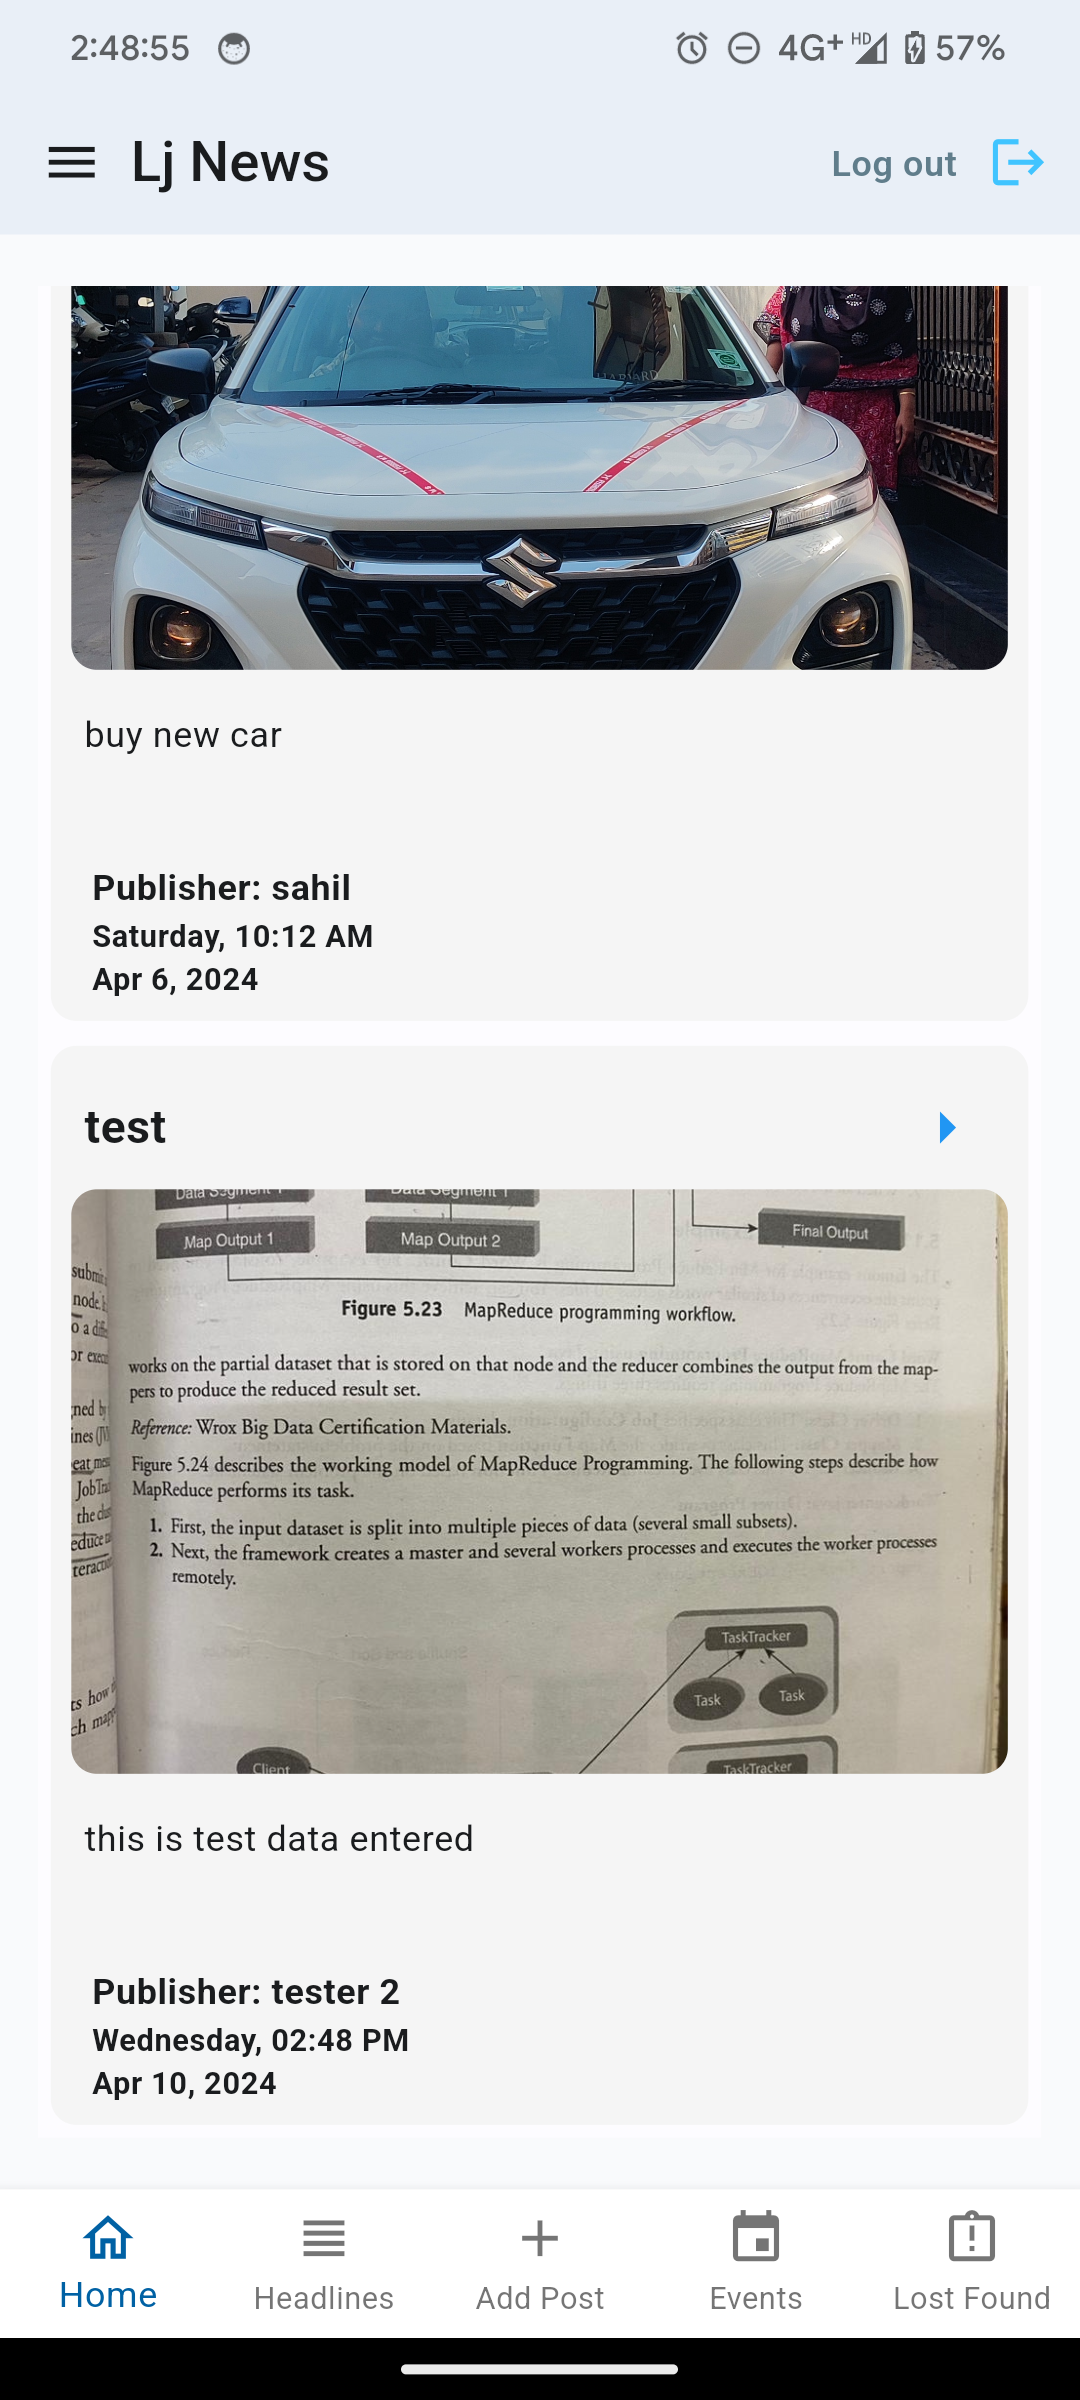 2:48:55
4G+ HD 57%
Lj News
Log out
HARVARD
buy new car
Publisher: sahil
Saturday, 10:12 AM
Apr 6, 2024
test
Data Segment 1 Data Segment 1
Map Output 1 Map Output 2 Final Output
Figure 5.23 MapReduce programming workflow.
works on the partial dataset that is stored on that node and the reducer combines the output from the map-
pers to produce the reduced result set.
Reference: Wrox Big Data Certification Materials.
Figure 5.24 describes the working model of MapReduce Programming. The following steps describe how
MapReduce performs its task.
1. First, the input dataset is split into multiple pieces of data (several small subsets).
2. Next, the framework creates a master and several workers processes and executes the worker processes
remotely.
TaskTracker
Task Task
Client
TaskTracker
this is test data entered
Publisher: tester 2
Wednesday, 02:48 PM
Apr 10, 2024
Home Headlines Add Post Events Lost Found